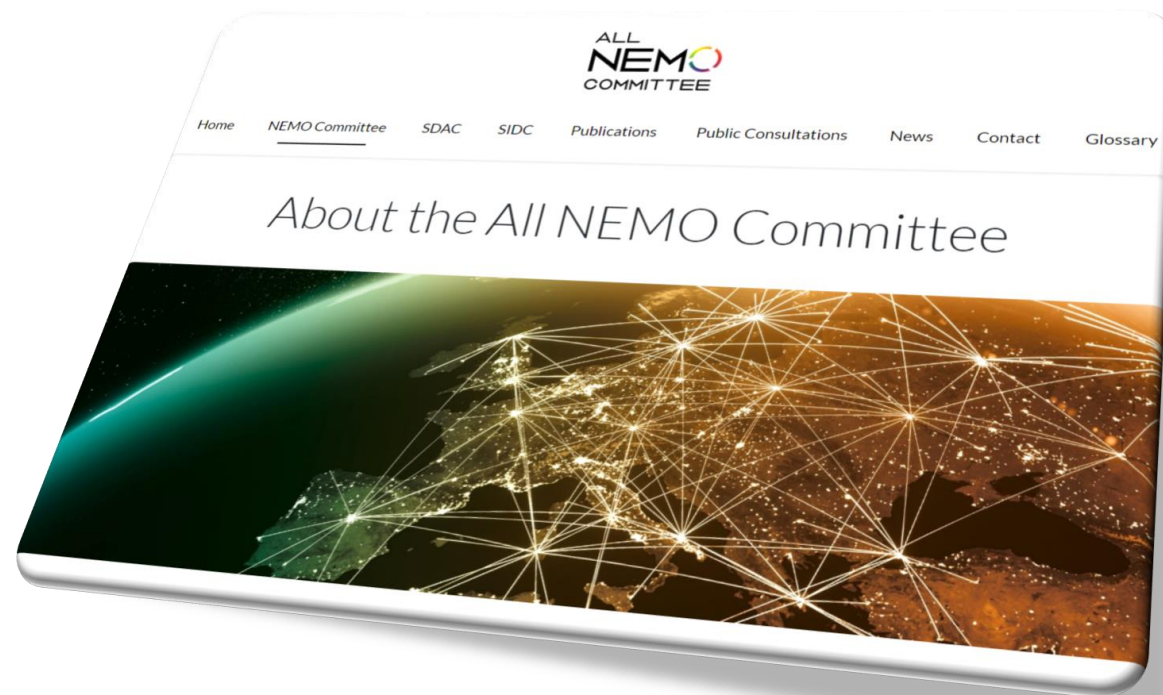 ALL
NEMO
COMMITTEE
Home NEMO Committee SDAC SIDC Publications Public Consultations News Contact Glossary
About the All NEMO Committee